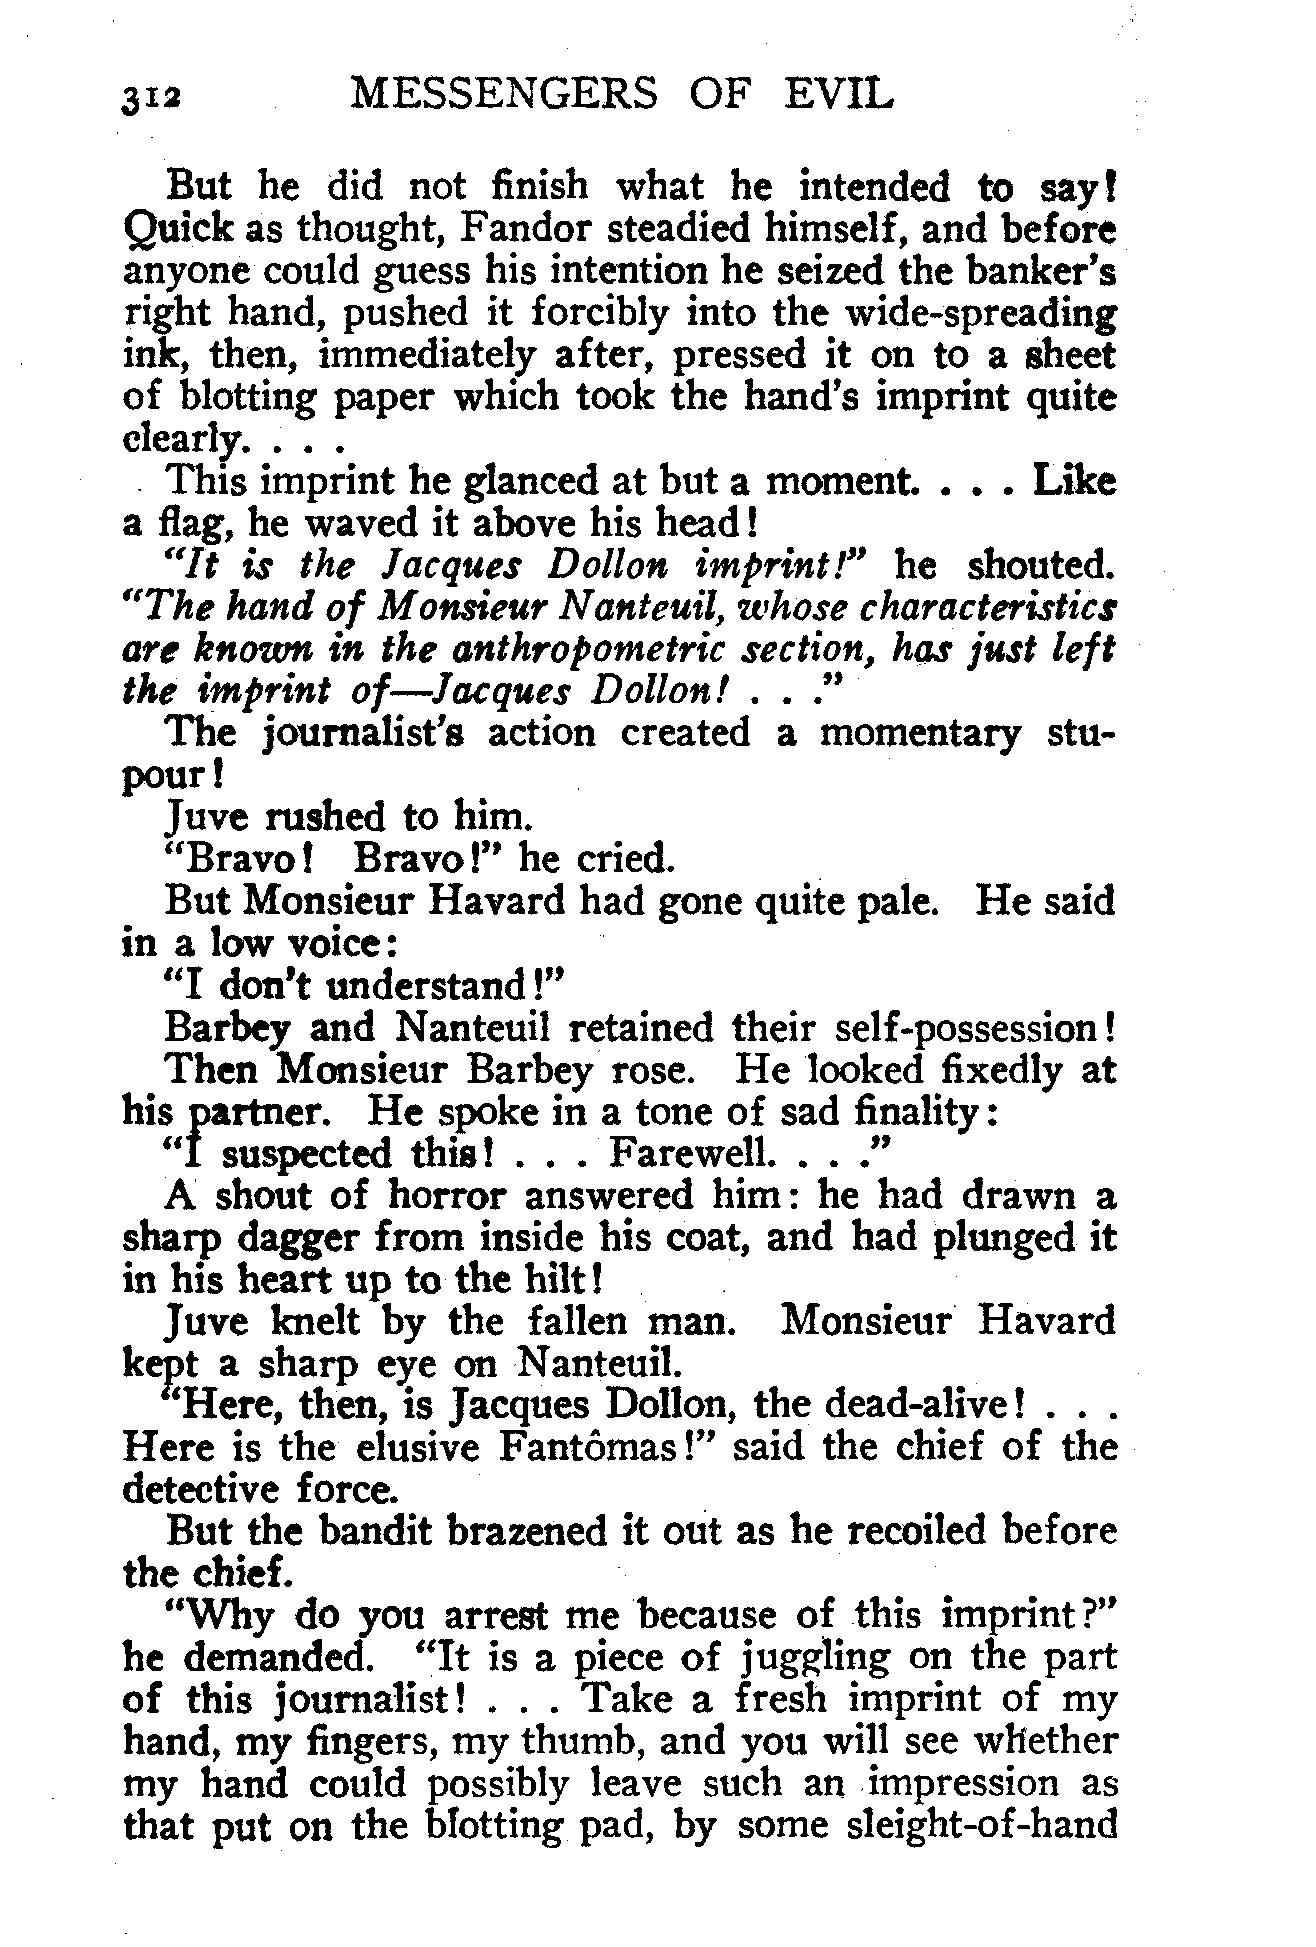 312 MESSENGERS OF EVIL
But he did not finish what he intended to say!
Quick as thought, Fandor steadied himself, and before
anyone could guess his intention he seized the banker's
right hand, pushed it forcibly into the wide-spreading
ink, then, immediately after, pressed it on to a sheet
of blotting paper which took the hand's imprint quite
clearly. . . .
This imprint he glanced at but a moment. . . . Like
a flag, he waved it above his head!
"It is the Jacques Dollon imprint!" he shouted.
"The hand of Monsieur Nanteuil, whose characteristics
are known in the anthropometric section, has just left
the imprint of—Jacques Dollon! . . ."
The journalist's action created a momentary stu-
pour!
Juve rushed to him.
"Bravo! Bravo!" he cried.
But Monsieur Havard had gone quite pale. He said
in a low voice:
"I don't understand!"
Barbey and Nanteuil retained their self-possession!
Then Monsieur Barbey rose. He looked fixedly at
his partner. He spoke in a tone of sad finality:
"I suspected this! . . . Farewell. . . ."
A shout of horror answered him: he had drawn a
sharp dagger from inside his coat, and had plunged it
in his heart up to the hilt!
Juve knelt by the fallen man. Monsieur Havard
kept a sharp eye on Nanteuil.
"Here, then, is Jacques Dollon, the dead-alive! . . .
Here is the elusive Fantômas!" said the chief of the
detective force.
But the bandit brazened it out as he recoiled before
the chief.
"Why do you arrest me because of this imprint?"
he demanded. "It is a piece of juggling on the part
of this journalist! . . . Take a fresh imprint of my
hand, my fingers, my thumb, and you will see whether
my hand could possibly leave such an impression as
that put on the blotting pad, by some sleight-of-hand